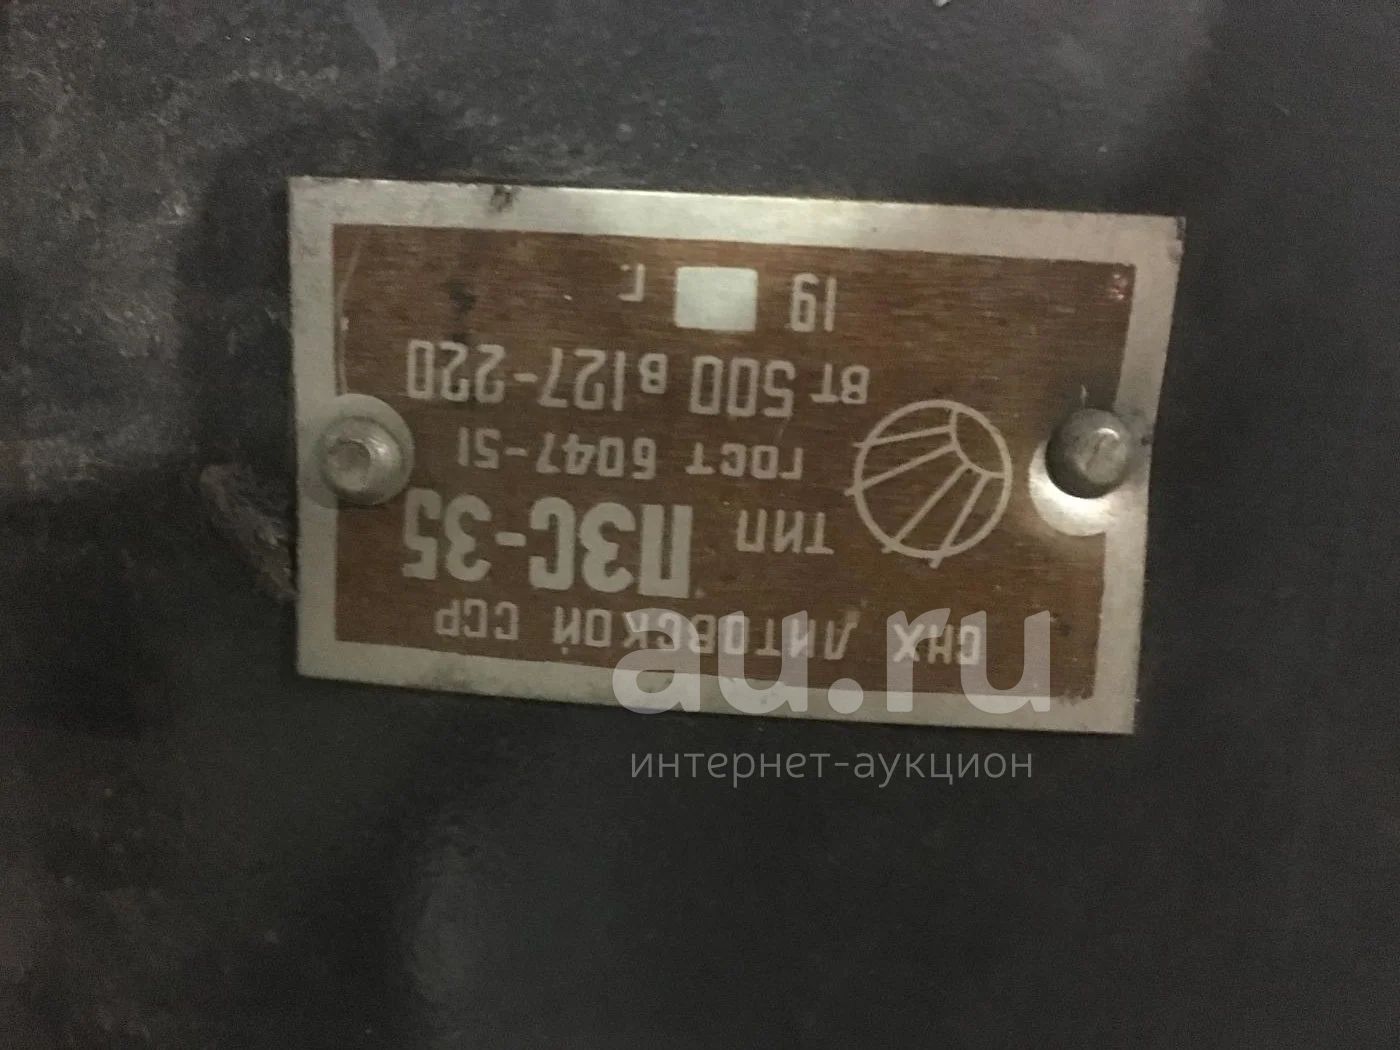 СНХ ЛИТОВСКОЙ ССР
ТИП ПЗС-35
ГОСТ 6047-51
ВТ 500 В 127-220
19 Г.
au.ru
интернет-аукцион